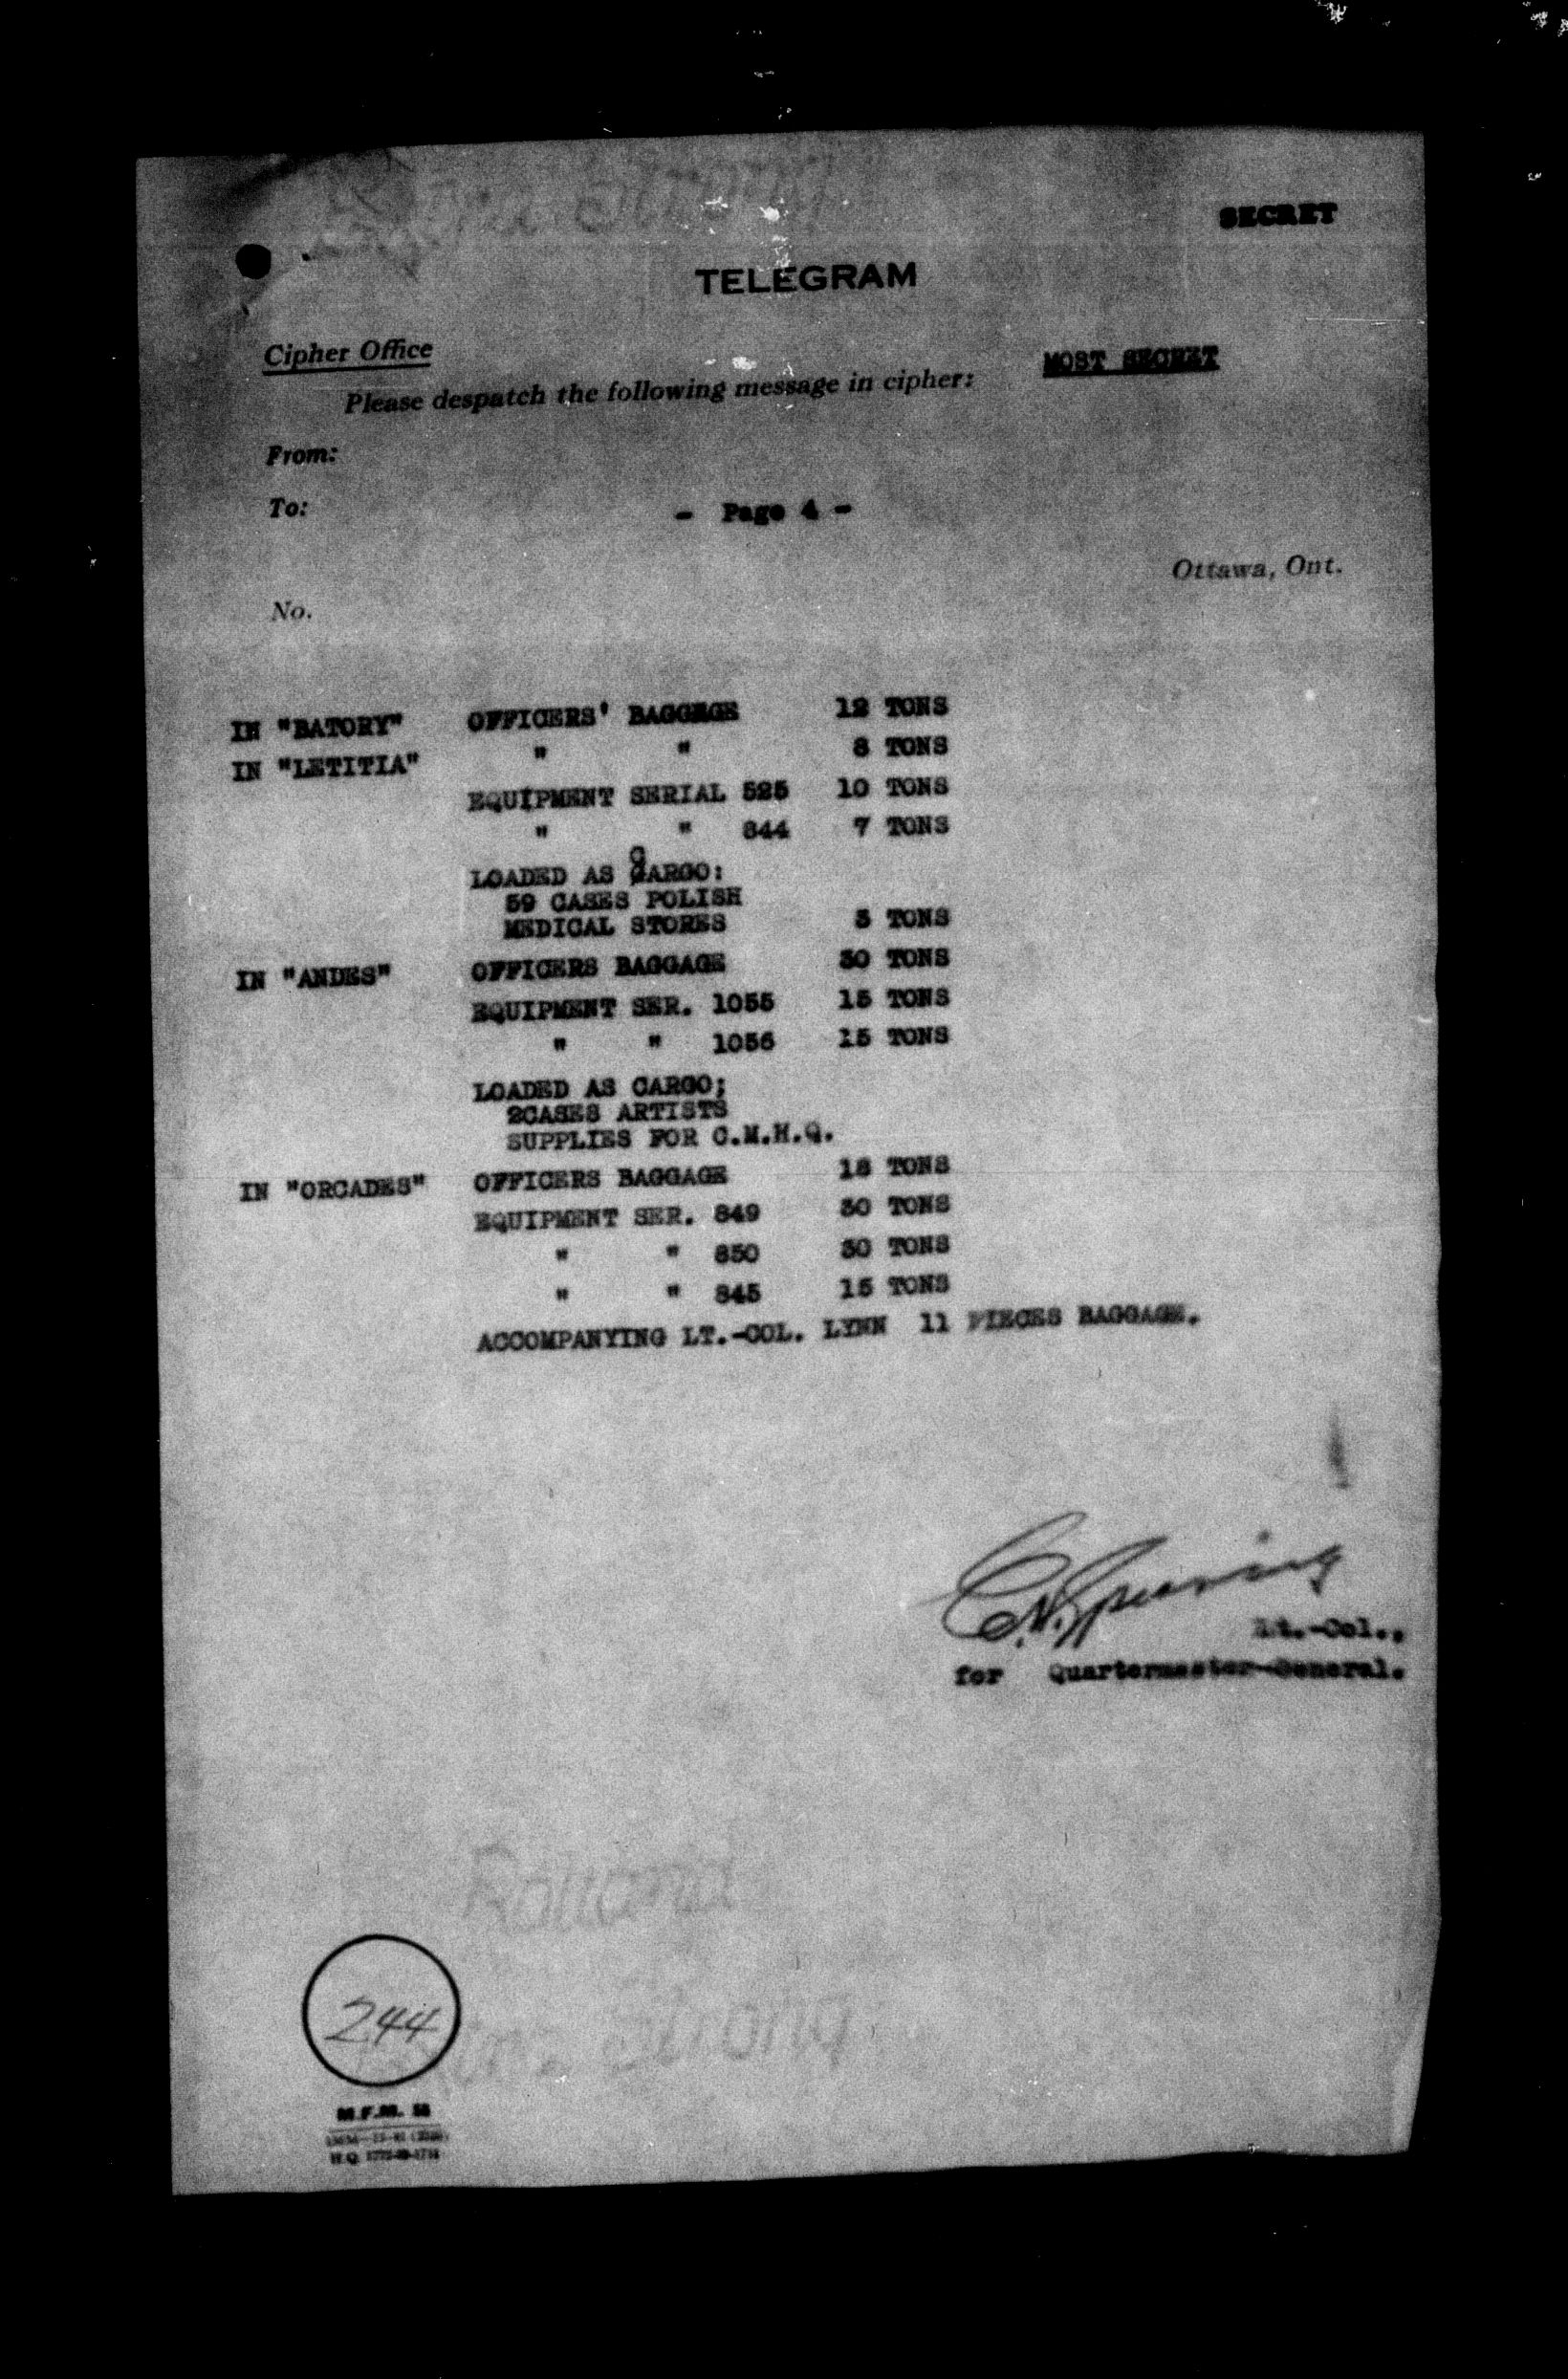 SECRET
TELEGRAM
Cipher Office
MOST SECRET
Please despatch the following message in cipher:
From:
To:
- Page 4 -
Ottawa, Ont.
No.
IN "BATORY" OFFICERS' BAGGAGE 12 TONS
IN "LETITIA" " " 8 TONS
EQUIPMENT SERIAL 525 10 TONS
" " 844 7 TONS
LOADED AS CARGO:
59 CASES POLISH
MEDICAL STORES 3 TONS
IN "ANDES" OFFICERS BAGGAGE 30 TONS
EQUIPMENT SER. 1055 15 TONS
" " 1056 15 TONS
LOADED AS CARGO;
2CASES ARTISTS
SUPPLIES FOR C.M.H.Q.
IN "ORCADES" OFFICERS BAGGAGE 18 TONS
EQUIPMENT SER. 849 30 TONS
" " 850 30 TONS
" " 845 15 TONS
ACCOMPANYING LT.-COL. LYNN 11 PIECES BAGGAGE.
Lt.-Col.,
for Quartermaster-General.
244
M.F.M.
H.Q.